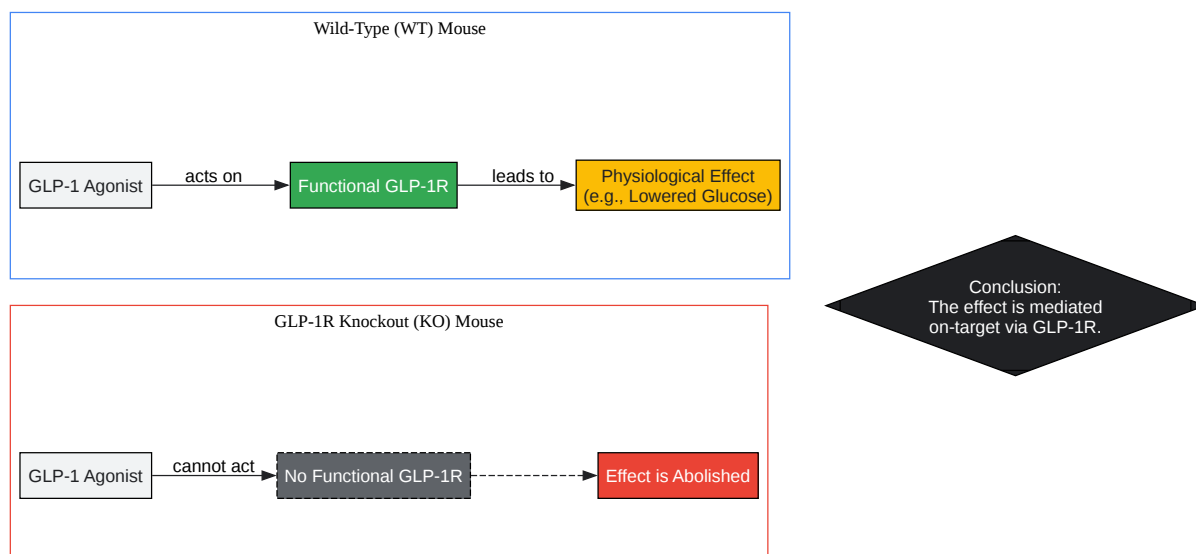 Wild-Type (WT) Mouse
GLP-1 Agonist
acts on
Functional GLP-1R
leads to
Physiological Effect
(e.g., Lowered Glucose)
Conclusion:
The effect is mediated
on-target via GLP-1R.
GLP-1R Knockout (KO) Mouse
GLP-1 Agonist
cannot act
No Functional GLP-1R
Effect is Abolished